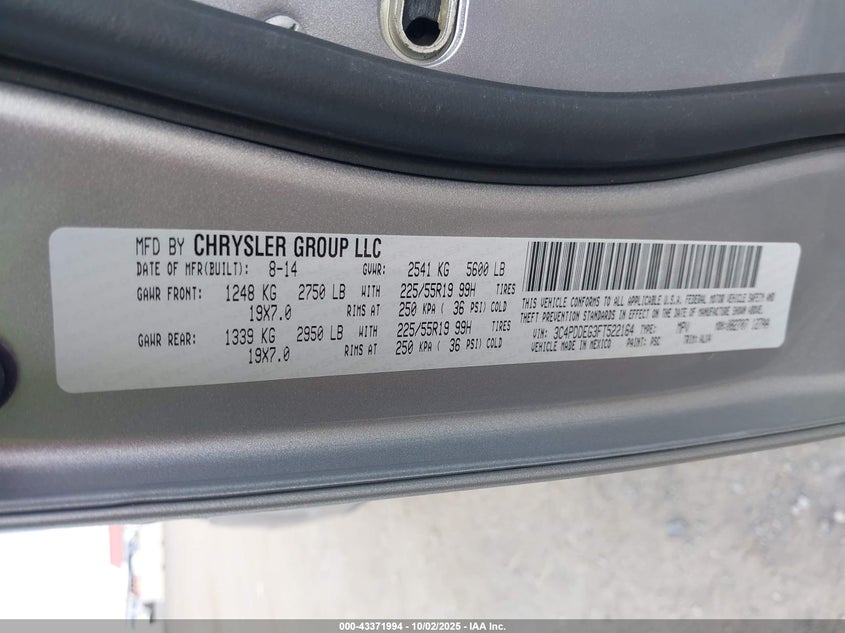 MFD BY CHRYSLER GROUP LLC
DATE OF MFR(BUILT): 8-14 GVWR: 2541 KG 5600 LB
GAWR FRONT: 1248 KG 2750 LB WITH 225/55R19 99H TIRES
19X7.0 RIMS AT 250 KPA ( 36 PSI) COLD
GAWR REAR: 1339 KG 2950 LB WITH 225/55R19 99H TIRES
19X7.0 RIMS AT 250 KPA ( 36 PSI) COLD
THIS VEHICLE CONFORMS TO ALL APPLICABLE U.S.A. FEDERAL MOTOR VEHICLE SAFETY AND
THEFT PREVENTION STANDARDS IN EFFECT ON THE DATE OF MANUFACTURE SHOWN ABOVE.
VIN: 3C4PDDEG3FT522164 TYPE: MPV
VEHICLE MADE IN MEXICO PAINT: PSC TRIM:
000-43371994 - 10/02/2025 - IAA Inc.